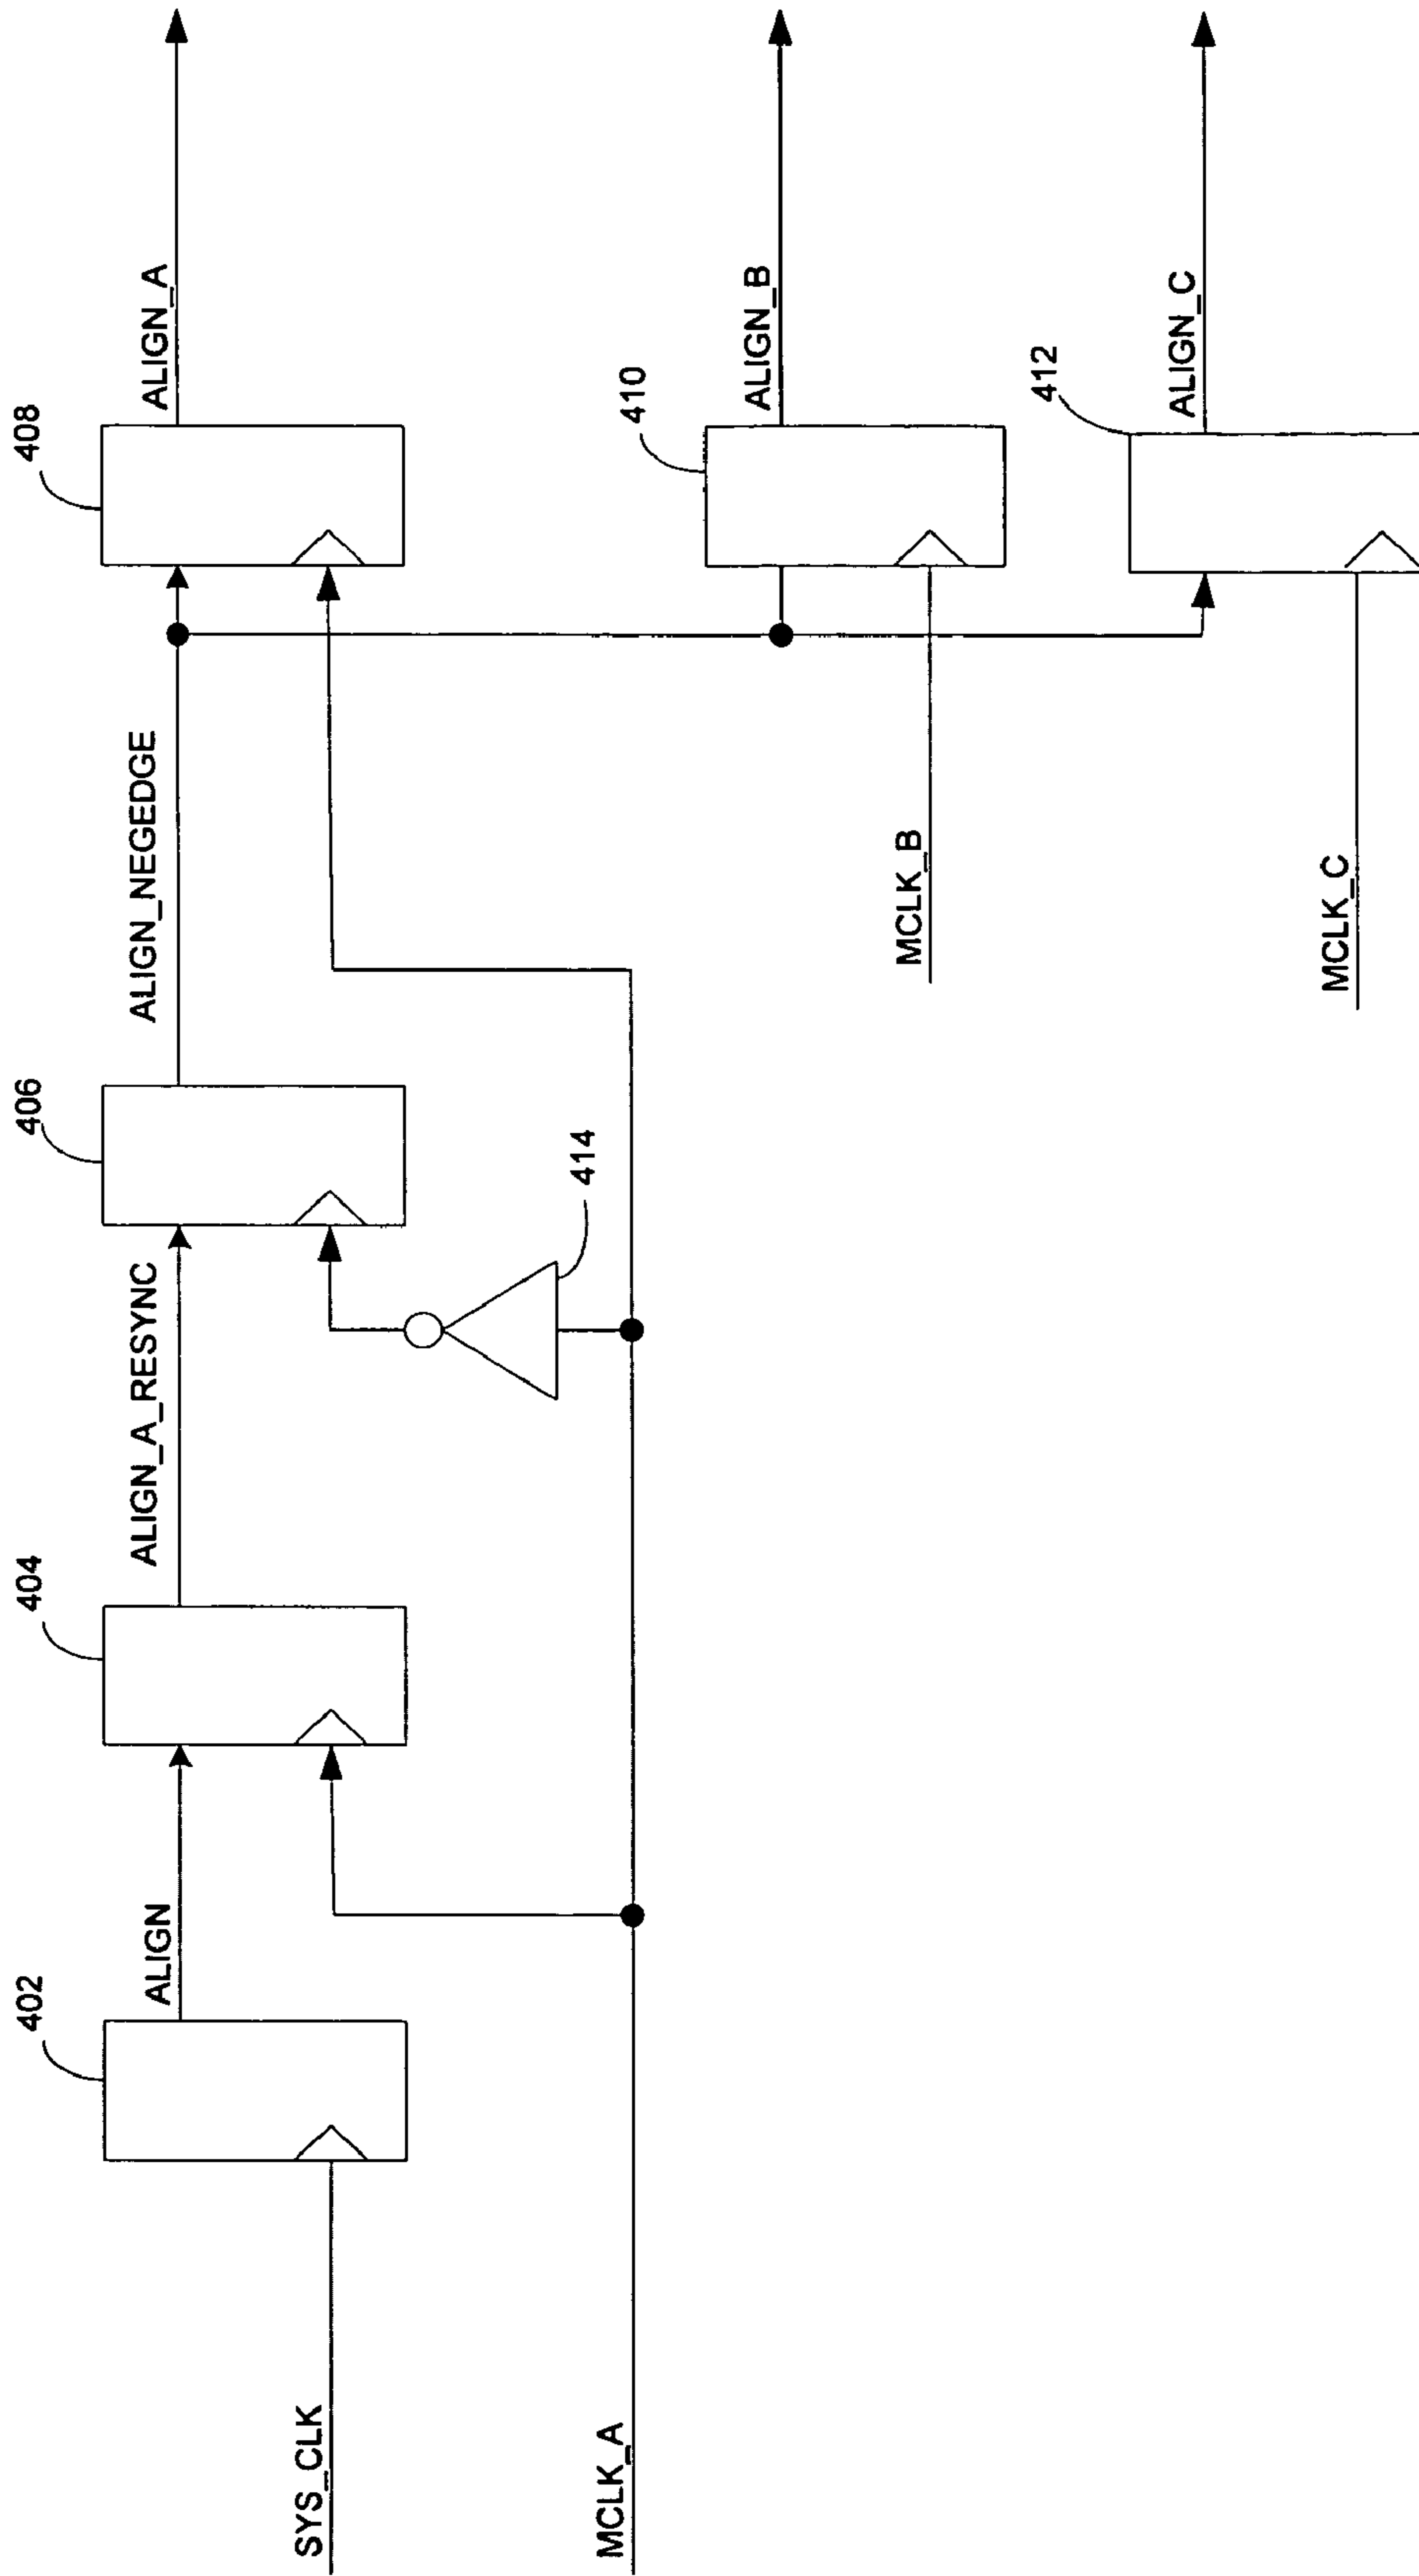 402
404
406
408
ALIGN
ALIGN_A_RESYNC
ALIGN_NEGEDGE
ALIGN_A
SYS_CLK
414
MCLK_A
410
ALIGN_B
MCLK_B
412
ALIGN_C
MCLK_C